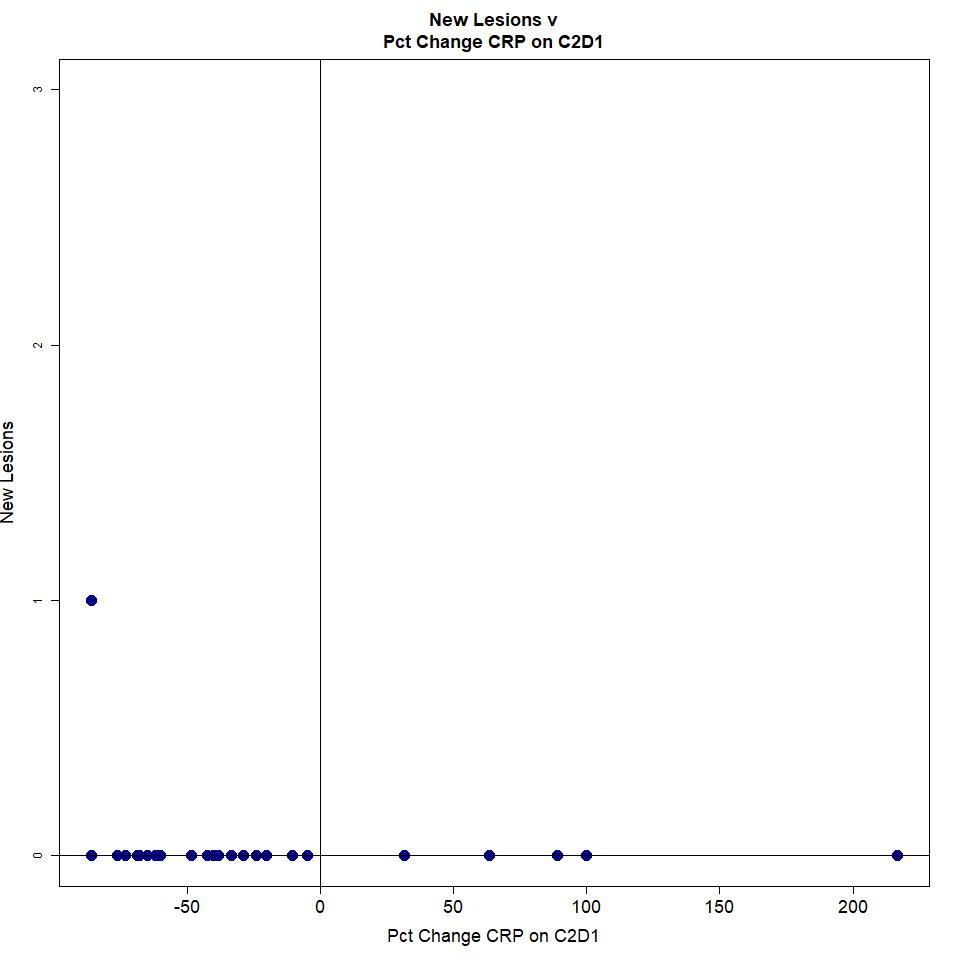 New Lesions v
Pct Change CRP on C2D1
3
2
1
0
New Lesions
-50 0 50 100 150 200
Pct Change CRP on C2D1